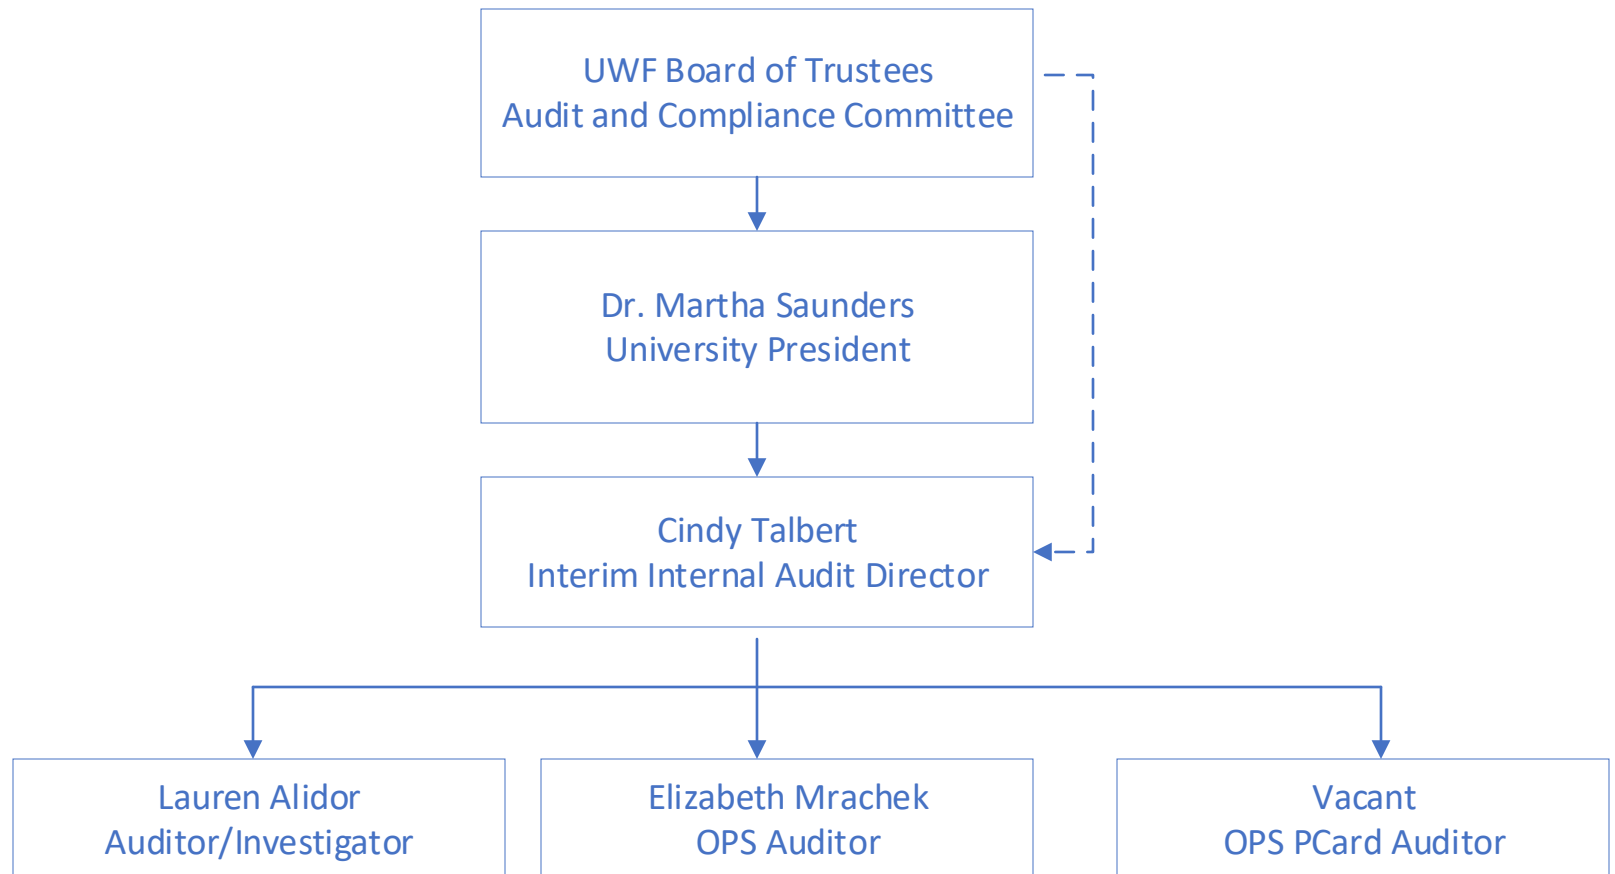 UWF Board of Trustees
Audit and Compliance Committee
Dr. Martha Saunders
University President
Cindy Talbert
Interim Internal Audit Director
Lauren Alidor
Auditor/Investigator
Elizabeth Mrachek
OPS Auditor
Vacant
OPS PCard Auditor